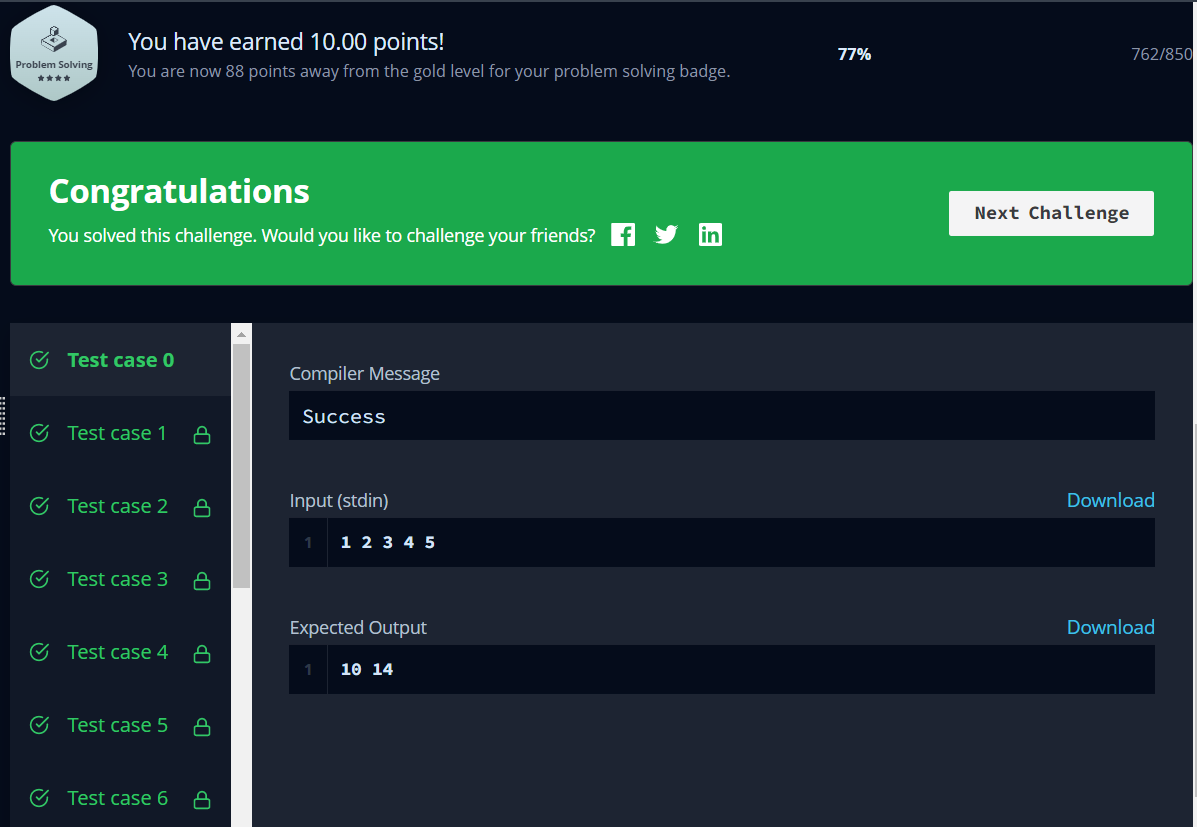 Problem Solving
You have earned 10.00 points!
You are now 88 points away from the gold level for your problem solving badge.
77%
762/850
Congratulations
You solved this challenge. Would you like to challenge your friends?
Next Challenge
Test case 0
Test case 1
Test case 2
Test case 3
Test case 4
Test case 5
Test case 6
Compiler Message
Success
Input (stdin)
Download
1 1 2 3 4 5
Expected Output
Download
1 10 14